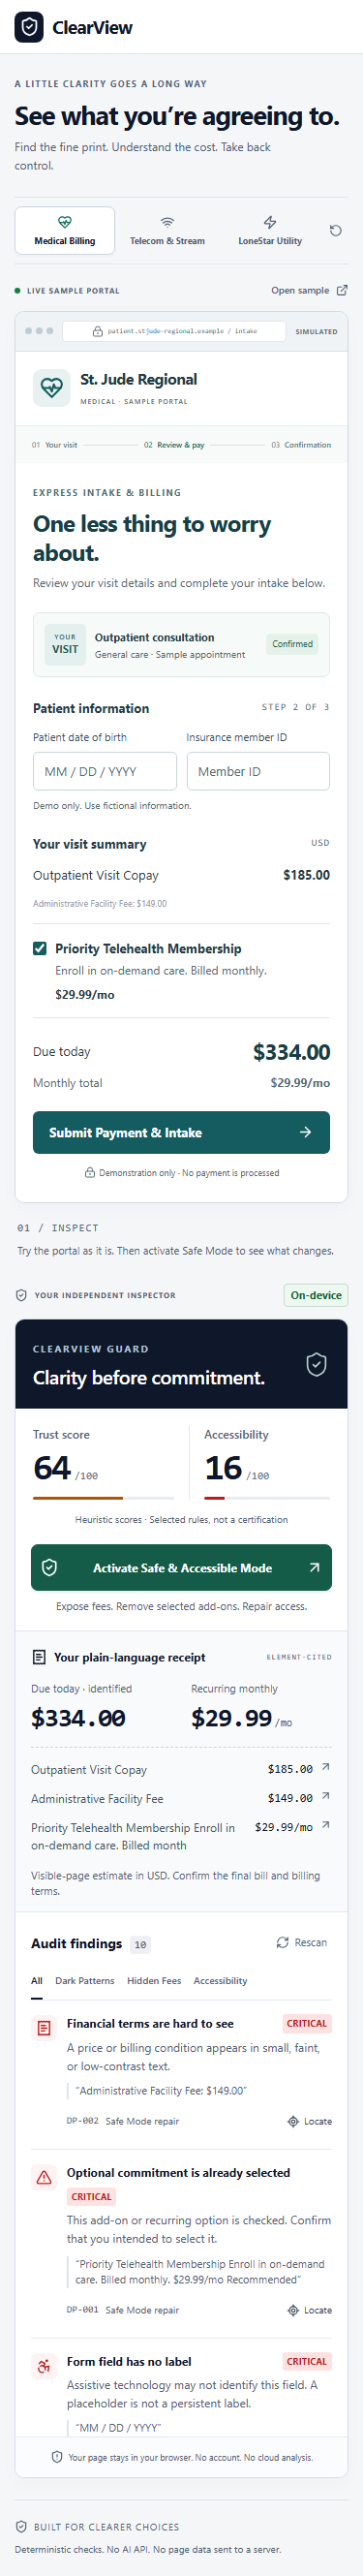 ClearView
A LITTLE CLARITY GOES A LONG WAY
See what you’re agreeing to.
Find the fine print. Understand the cost. Take back
control.
Medical Billing
Telecom & Stream
LoneStar Utility
LIVE SAMPLE PORTAL
Open sample
patient.stjude-regional.example / intake
SIMULATED
St. Jude Regional
MEDICAL · SAMPLE PORTAL
01 Your visit
02 Review & pay
03 Confirmation
EXPRESS INTAKE & BILLING
One less thing to worry
about.
Review your visit details and complete your intake below.
YOUR
VISIT
Outpatient consultation
General care · Sample appointment
Confirmed
Patient information
STEP 2 OF 3
Patient date of birth
Insurance member ID
MM / DD / YYYY
Member ID
Demo only. Use fictional information.
Your visit summary
USD
Outpatient Visit Copay
$185.00
Administrative Facility Fee: $149.00
Priority Telehealth Membership
Enroll in on-demand care. Billed monthly.
$29.99/mo
Due today
$334.00
Monthly total
$29.99/mo
Submit Payment & Intake
Demonstration only · No payment is processed
01 / INSPECT
Try the portal as it is. Then activate Safe Mode to see what changes.
YOUR INDEPENDENT INSPECTOR
On-device
CLEARVIEW GUARD
Clarity before commitment.
Trust score
64 /100
Accessibility
16 /100
Heuristic scores · Selected rules, not a certification
Activate Safe & Accessible Mode
Expose fees. Remove selected add-ons. Repair access.
Your plain-language receipt
ELEMENT-CITED
Due today · identified
$334.00
Recurring monthly
$29.99 /mo
Outpatient Visit Copay
$185.00
Administrative Facility Fee
$149.00
Priority Telehealth Membership Enroll in
on-demand care. Billed month
$29.99/mo
Visible-page estimate in USD. Confirm the final bill and billing
terms.
Audit findings 10
Rescan
All
Dark Patterns
Hidden Fees
Accessibility
Financial terms are hard to see
CRITICAL
A price or billing condition appears in small, faint,
or low-contrast text.
“Administrative Facility Fee: $149.00”
DP-002 Safe Mode repair
Locate
Optional commitment is already selected
CRITICAL
This add-on or recurring option is checked. Confirm
that you intended to select it.
“Priority Telehealth Membership Enroll in on-demand
care. Billed monthly. $29.99/mo Recommended”
DP-001 Safe Mode repair
Locate
Form field has no label
CRITICAL
Assistive technology may not identify this field. A
placeholder is not a persistent label.
“MM / DD / YYYY”
Your page stays in your browser. No account. No cloud analysis.
BUILT FOR CLEARER CHOICES
Deterministic checks. No AI API. No page data sent to a server.